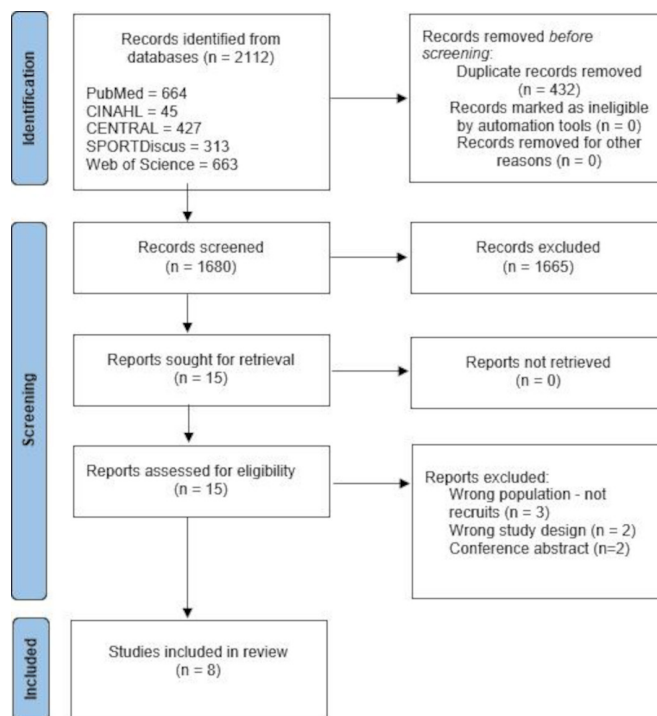 Identification
Records identified from
databases (n = 2112)
PubMed = 664
CINAHL = 45
CENTRAL = 427
SPORTDiscus = 313
Web of Science = 663
Records removed before
screening:
Duplicate records removed
(n = 432)
Records marked as ineligible
by automation tools (n = 0)
Records removed for other
reasons (n = 0)
Screening
Records screened
(n = 1680)
Records excluded
(n = 1665)
Reports sought for retrieval
(n = 15)
Reports not retrieved
(n = 0)
Reports assessed for eligibility
(n = 15)
Reports excluded:
Wrong population - not
recruits (n = 3)
Wrong study design (n = 2)
Conference abstract (n=2)
Included
Studies included in review
(n = 8)